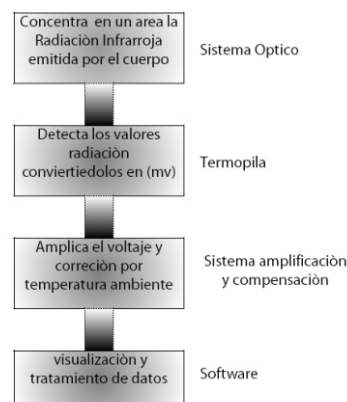 Concentra en un area la
Radiaciòn Infrarroja
emitida por el cuerpo
Sistema Optico
Detecta los valores
radiaciòn
conviertiedolos en (mv)
Termopila
Amplica el voltaje y
correciòn por
temperatura ambiente
Sistema amplificaciòn
y compensaciòn
visualizaciòn y
tratamiento de datos
Software